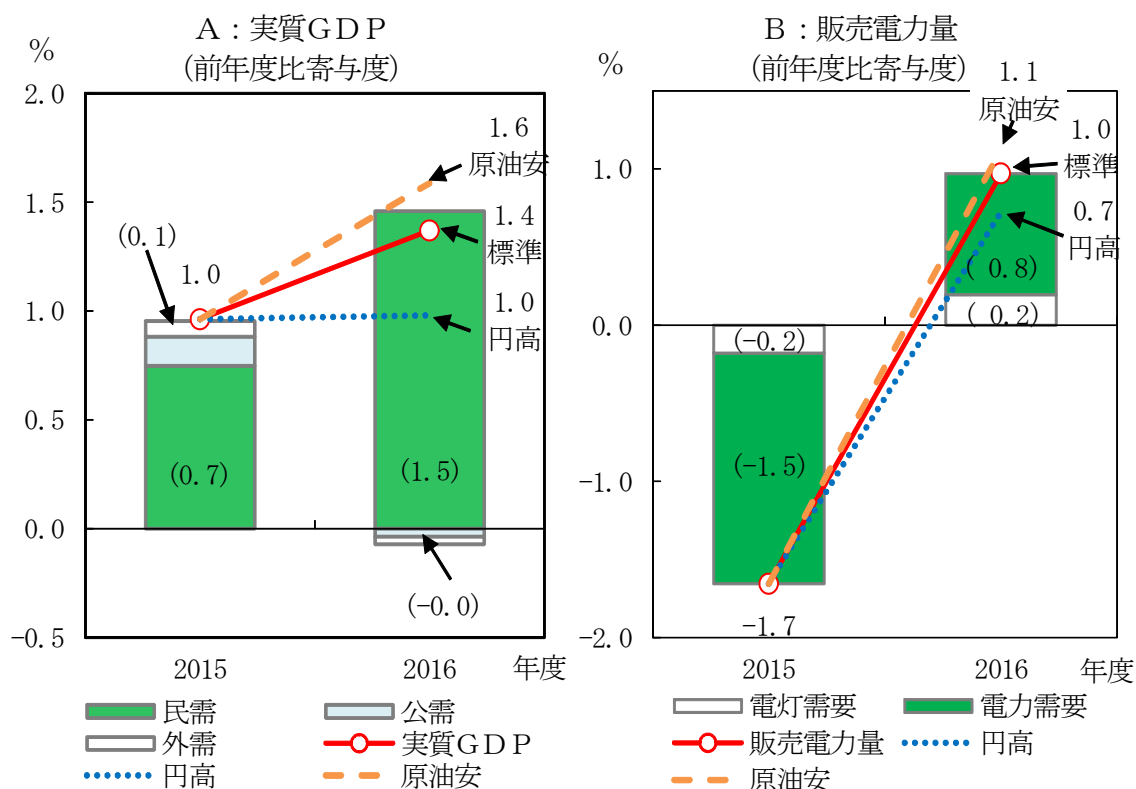 A：実質GDP
(前年度比寄与度)
%
2.0
1.5
1.0
0.5
0.0
-0.5
1.6
原油安
1.4
標準
1.0
円高
(0.1)
1.0
(0.7)
(1.5)
(-0.0)
2015
2016
年度
民需
公需
外需
実質GDP
円高
原油安
B：販売電力量
(前年度比寄与度)
%
1.0
0.0
-1.0
-2.0
1.1
原油安
1.0
標準
0.7
円高
( 0.8)
( 0.2)
(-0.2)
(-1.5)
-1.7
2015
2016
年度
電灯需要
電力需要
販売電力量
円高
原油安